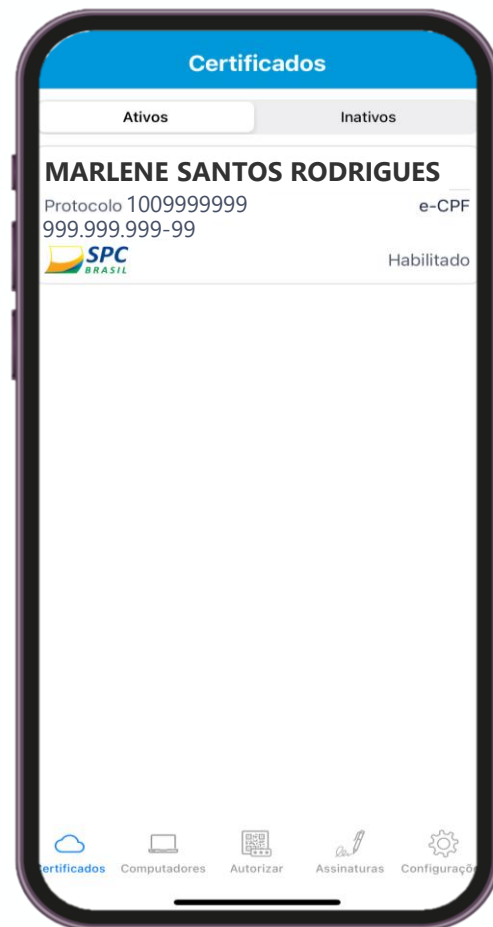 Certificados
Ativos Inativos
MARLENE SANTOS RODRIGUES
Protocolo 1009999999 e-CPF
999.999.999-99
SPC
BRASIL
Habilitado
ertificados Computadores Autorizar Assinaturas Configuraçõ